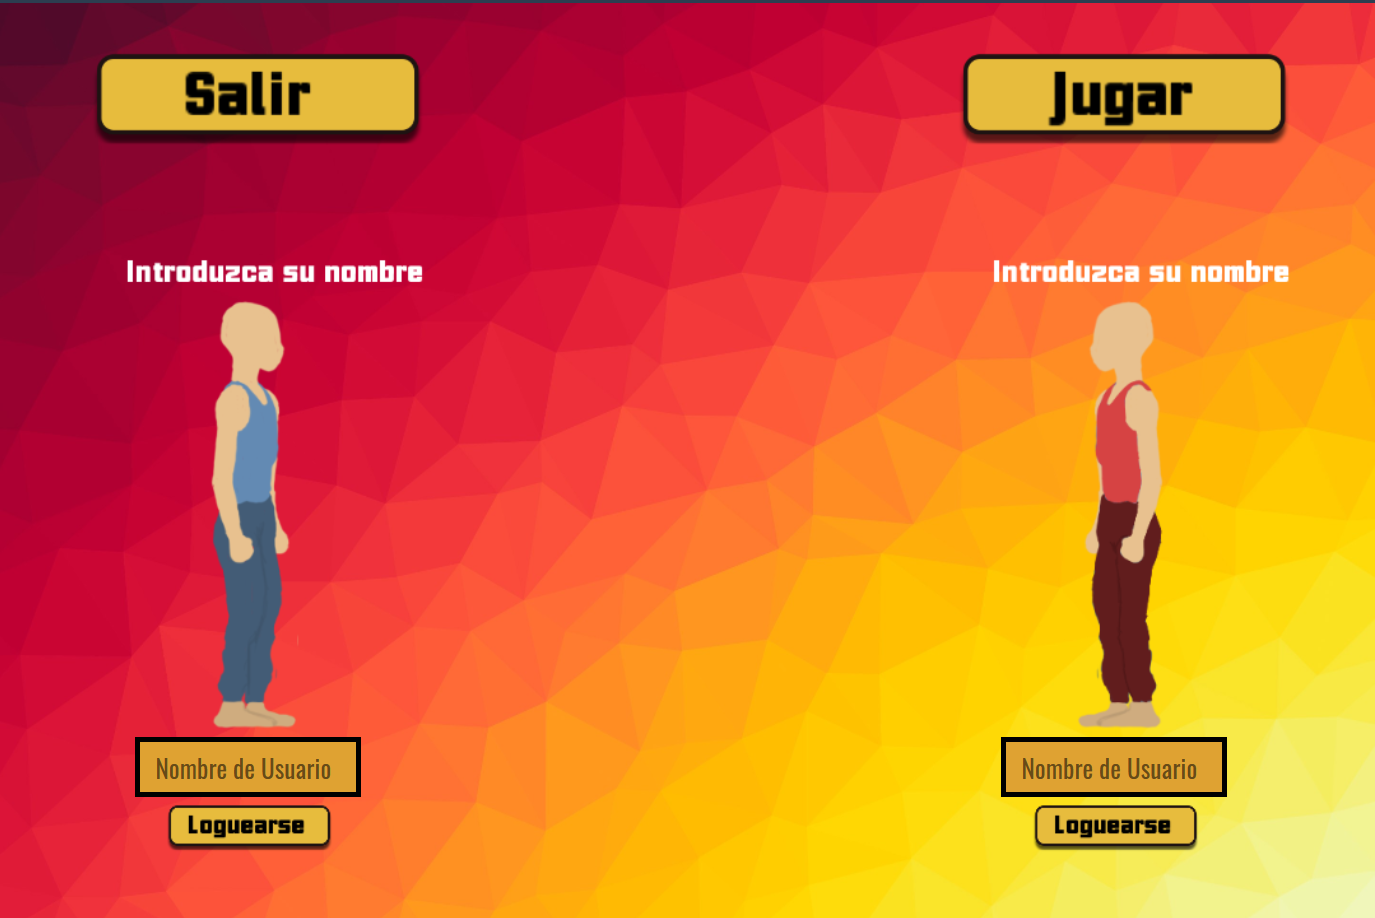 Salir
Jugar
Introduzca su nombre
Introduzca su nombre
Nombre de Usuario
Nombre de Usuario
Loguearse
Loguearse